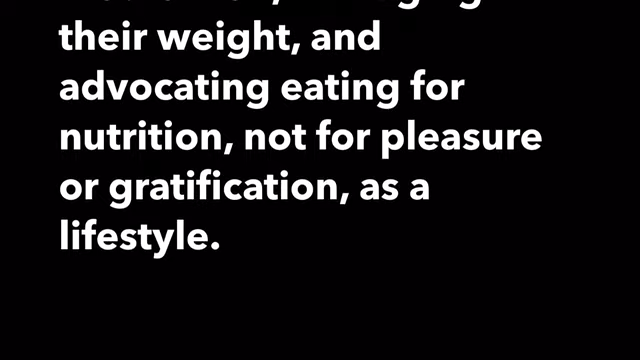 their weight, and
advocating eating for
nutrition, not for pleasure
or gratification, as a
lifestyle.